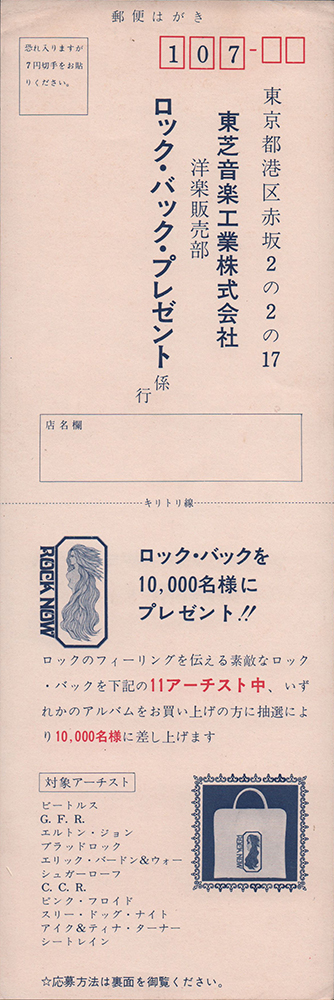 郵便はがき
恐れ入りますが
7円切手をお貼
りください。
107-
東京都港区赤坂2の2の17
東芝音楽工業株式会社
洋楽販売部
ロック・バック・プレゼント係行
店名欄
キリトリ線
ROCK NOW
ロック・バックを
10,000名様に
プレゼント!!
ロックのフィーリングを伝える素敵なロック
・バックを下記の11アーチスト中、いず
れかのアルバムをお買い上げの方に抽選によ
り10,000名様に差し上げます
対象アーチスト
ビートルス
G. F. R.
エルトン・ジョン
ブラッドロック
エリック・バードン&ウォー
シュガーローフ
C. C. R.
ピンク・フロイド
スリー・ドッグ・ナイト
アイク&ティナ・ターナー
シートレイン
ROCK NOW
☆応募方法は裏面を御覧ください。